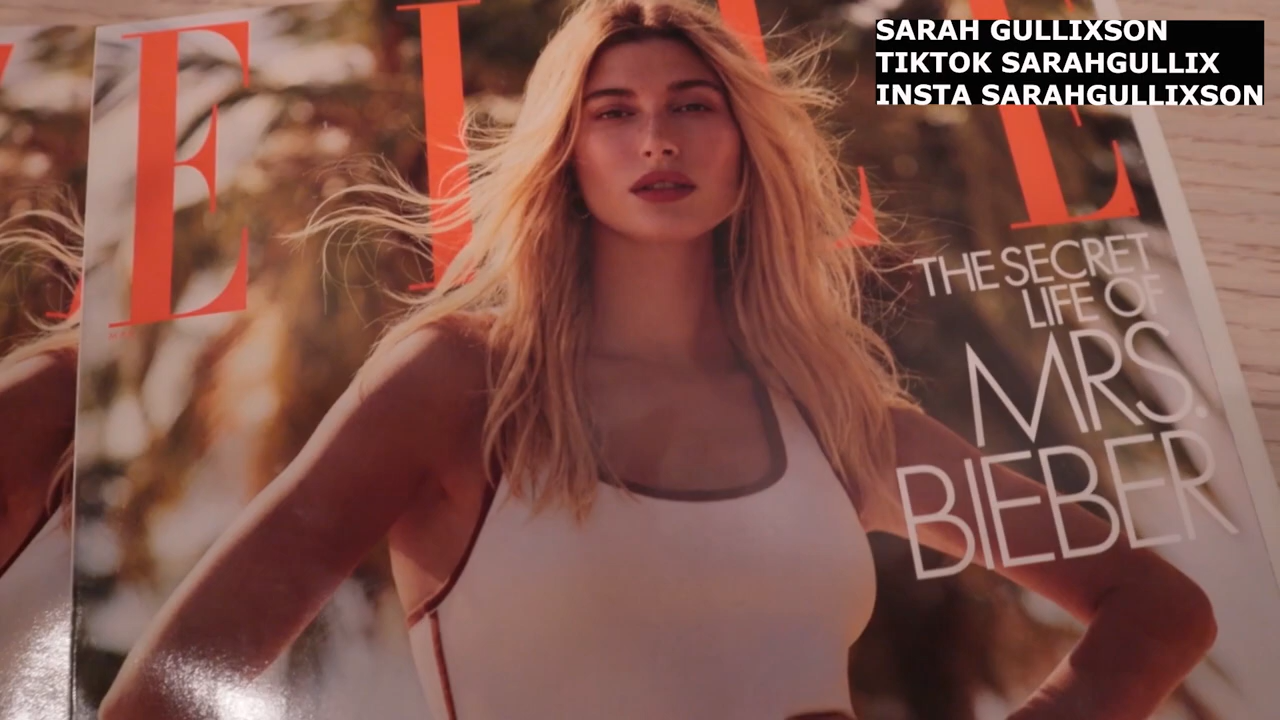 ELLE
SARAH GULLIXSON
TIKTOK SARAHGULLIX
INSTA SARAHGULLIXSON
THE SECRET
LIFE OF
MRS.
BIEBER